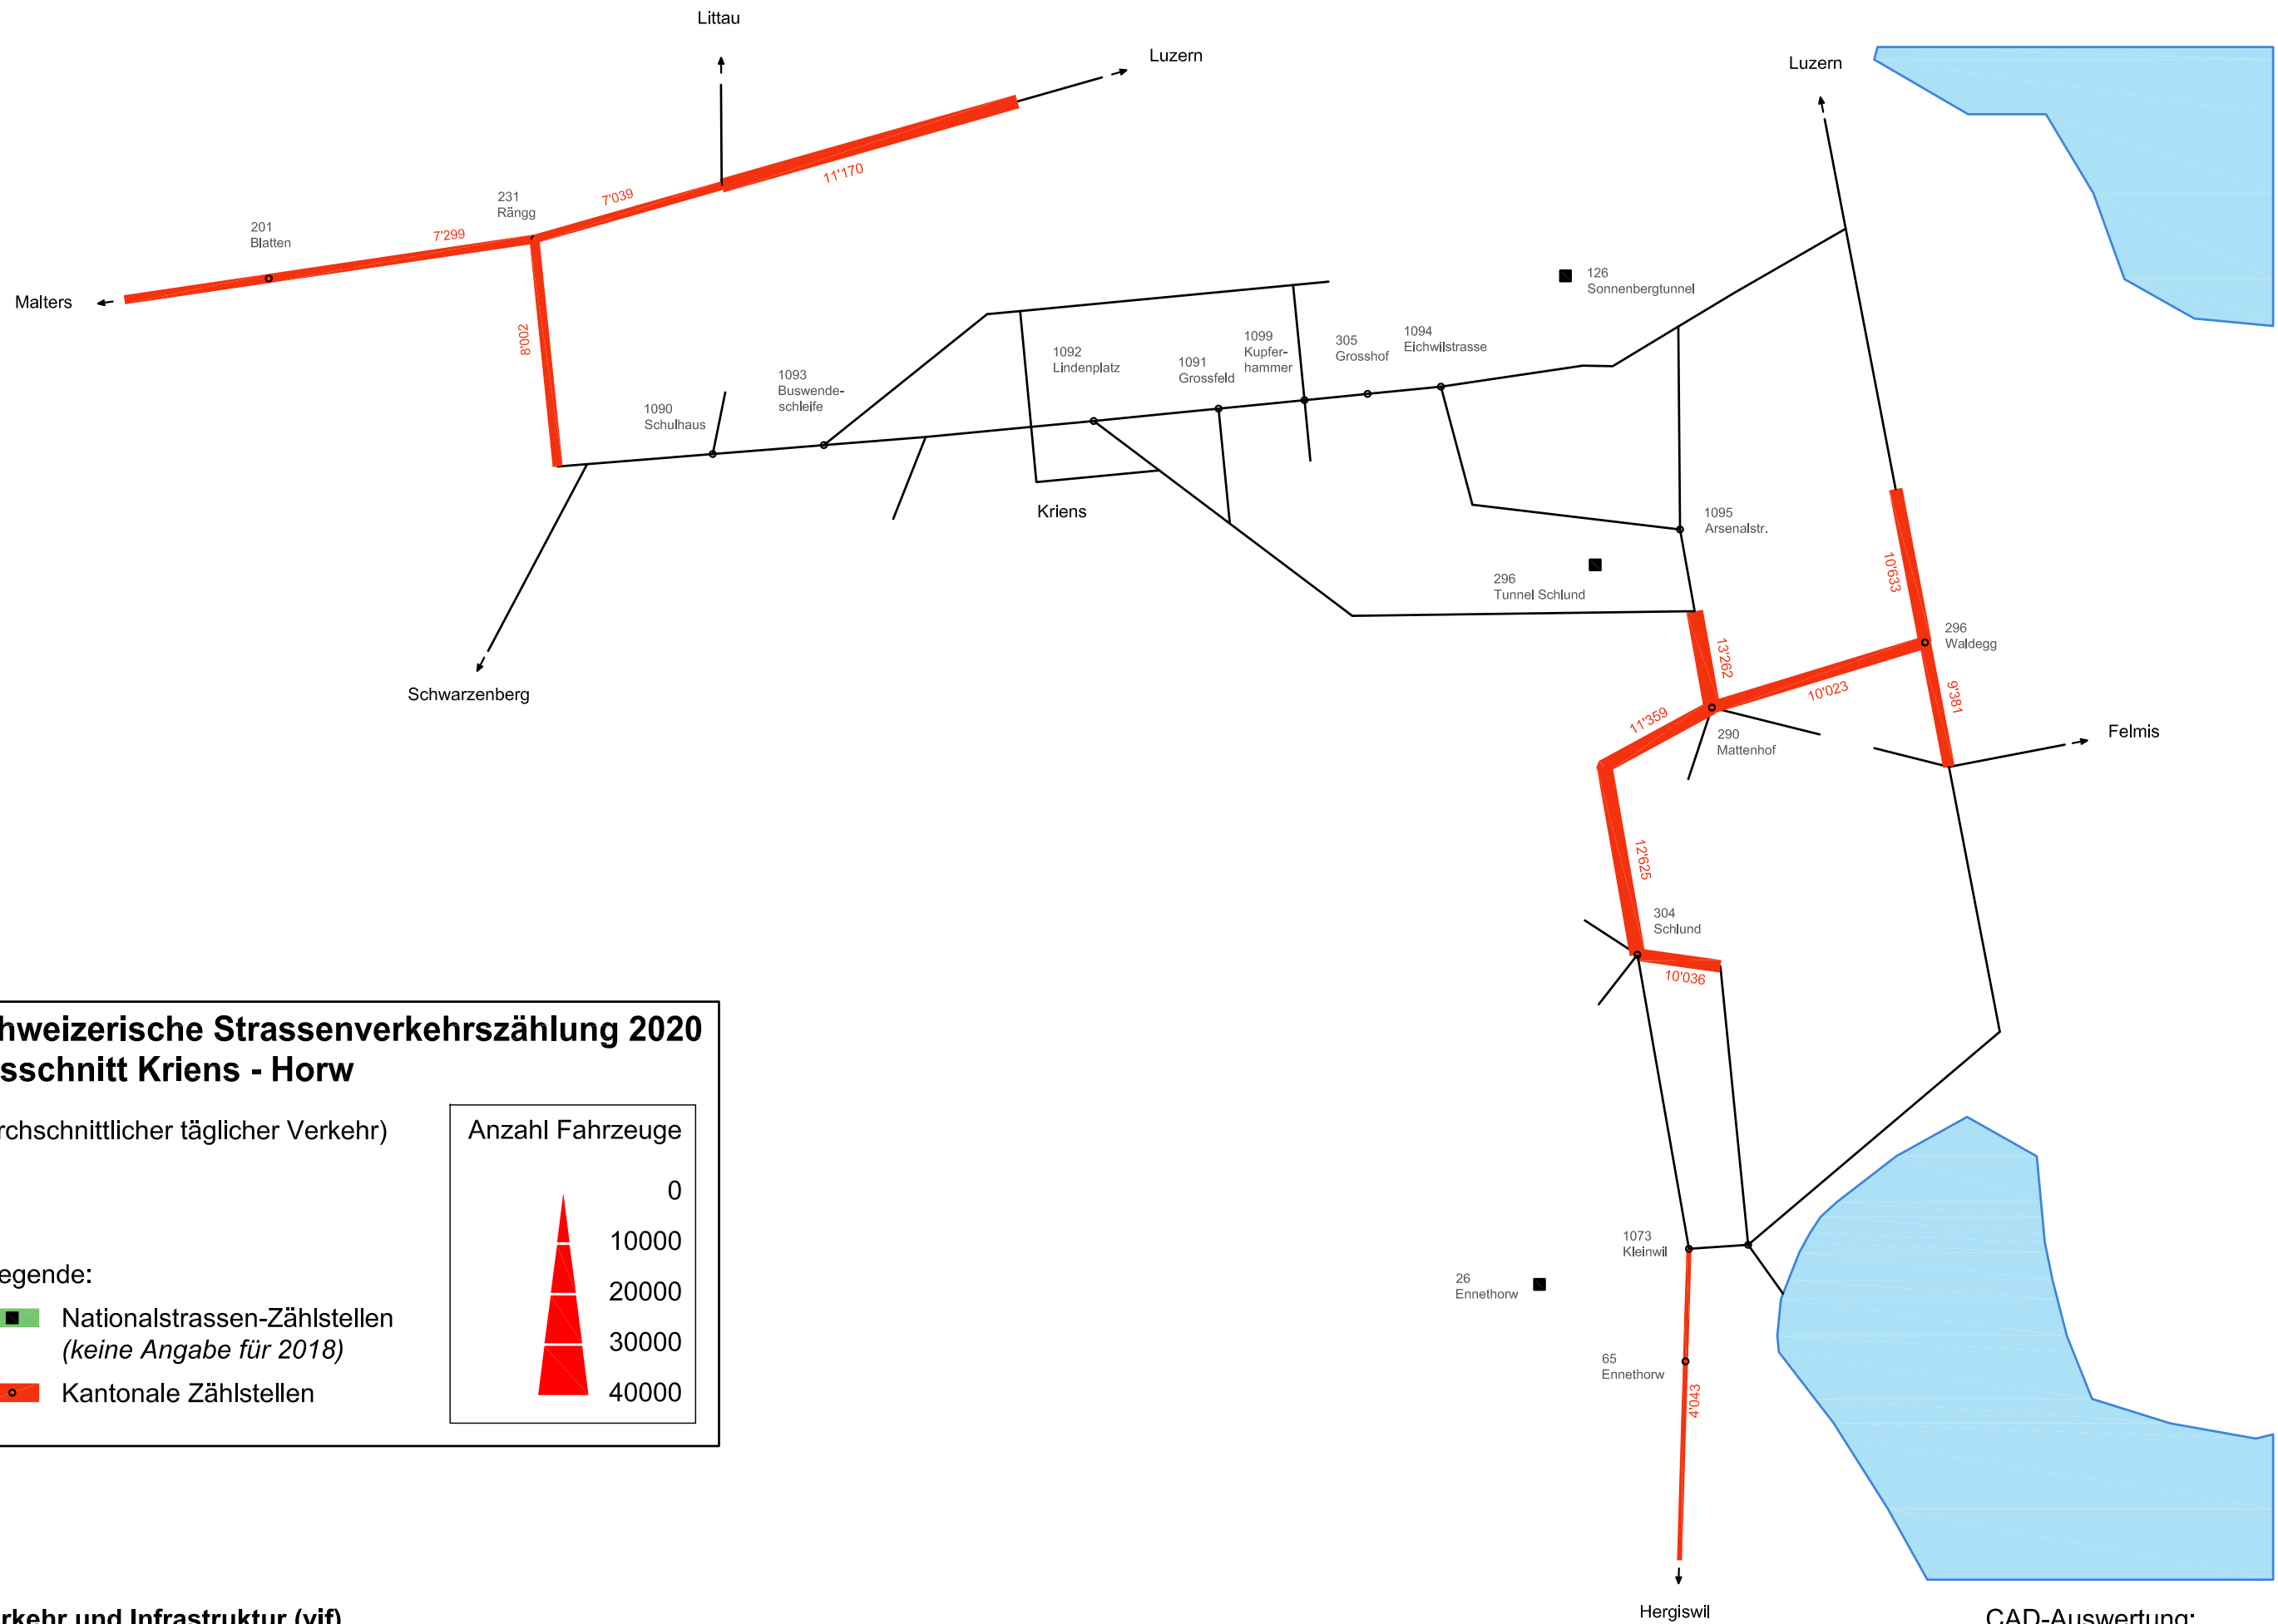 Littau
Luzern
Luzern
11'170
7'039
231
Rängg
201
Blatten
7'299
Malters
8'002
126
Sonnenbergtunnel
1099
Kupfer-
hammer
305
Grosshof
1094
Eichwilstrasse
1092
Lindenplatz
1091
Grossfeld
1093
Buswende-
schleife
1090
Schulhaus
Kriens
1095
Arsenalstr.
296
Tunnel Schlund
10'633
296
Waldegg
13'262
10'023
9'381
Schwarzenberg
11'359
290
Mattenhof
Felmis
12'625
304
Schlund
10'036
hweizerische Strassenverkehrszählung 2020
sschnitt Kriens - Horw
rchschnittlicher täglicher Verkehr)
Anzahl Fahrzeuge
0
10000
20000
30000
40000
egende:
Nationalstrassen-Zählstellen
(keine Angabe für 2018)
Kantonale Zählstellen
1073
Kleinwil
26
Ennethorw
65
Ennethorw
4'043
Hergiswil
rkehr und Infrastruktur (vif)
CAD-Auswertung: